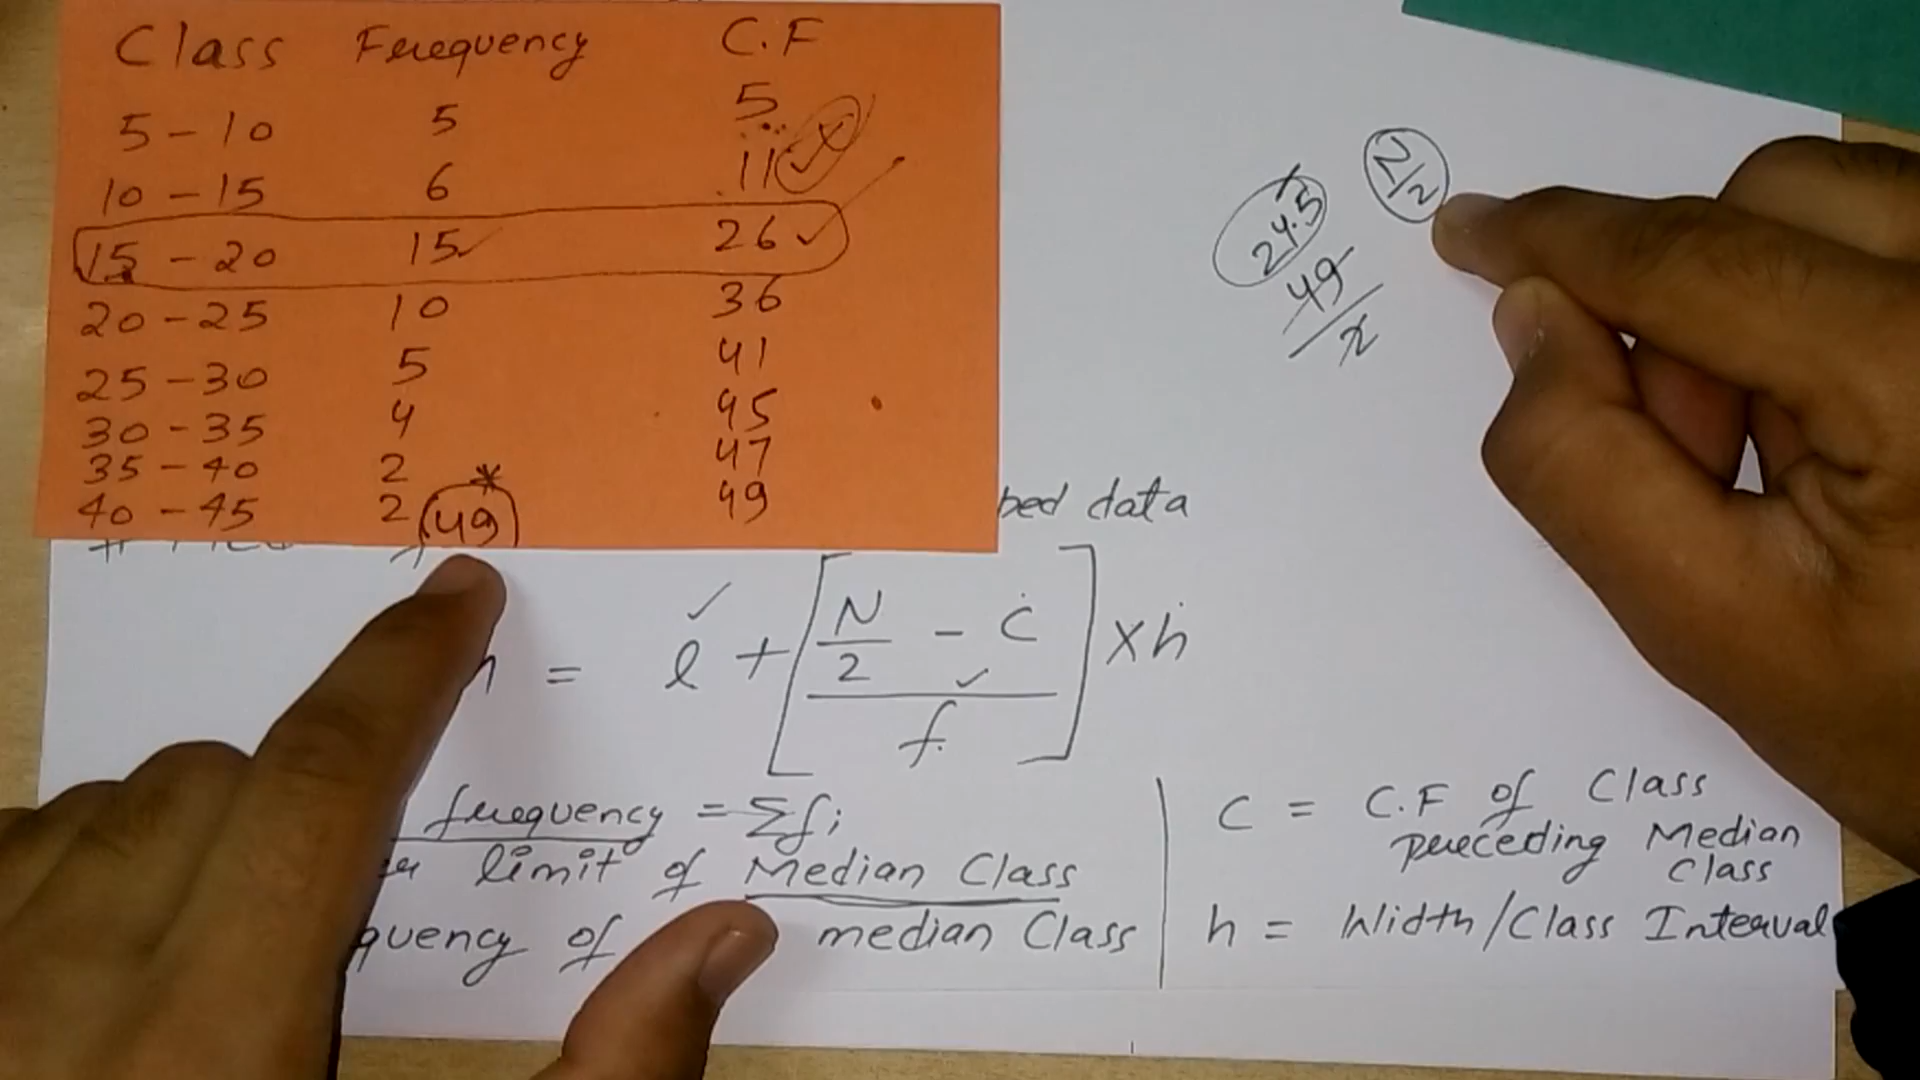 Class Frequency C.F
5 - 10 5 5
10 - 15 6 11 ✓
15 - 20 15 ✓ 26 ✓
20 - 25 10 36
25 - 30 5 41
30 - 35 4 45
35 - 40 2 47
40 - 45 2 49 * 49
N/2
24.5
49
2
data
= l + [ (N/2 - C) / f ] × h
frequency = Σfi
limit of Median Class
of median Class
C = C.F of Class
preceding Median
Class
h = Width/Class Interval